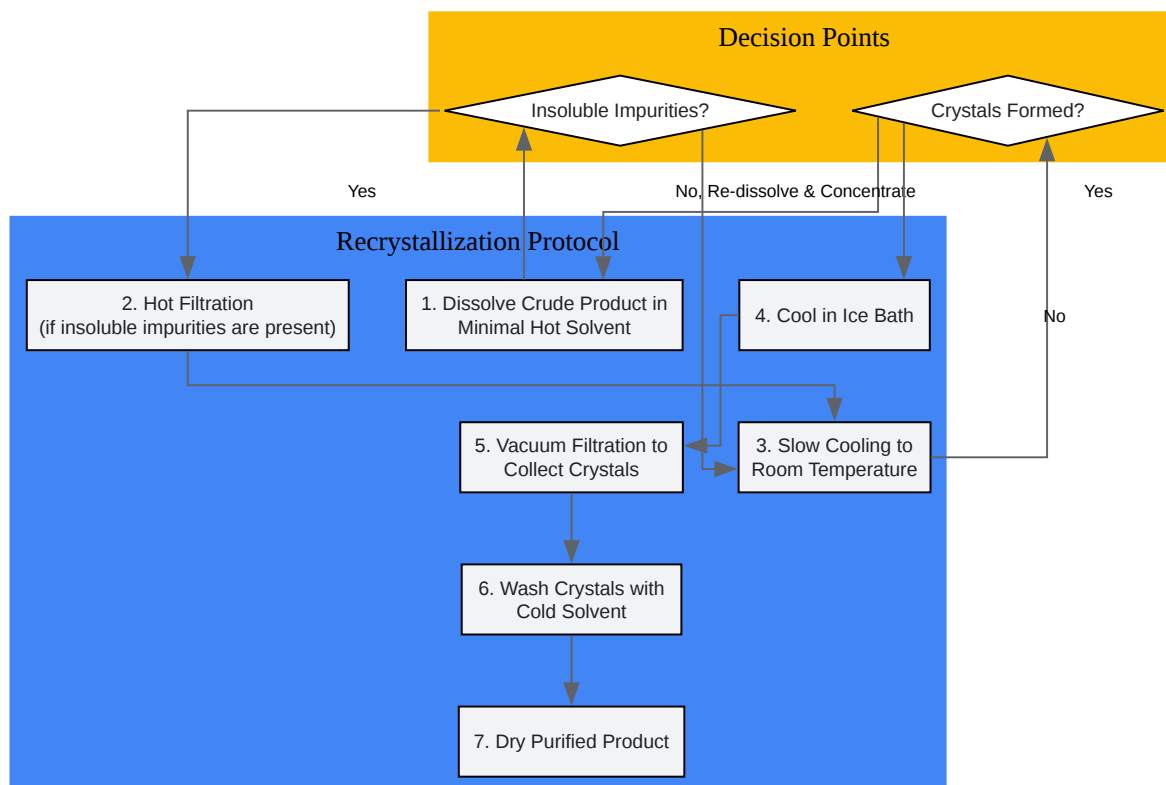 Decision Points
Insoluble Impurities?
Crystals Formed?
Yes
No, Re-dissolve & Concentrate
Yes
Recrystallization Protocol
2. Hot Filtration
(if insoluble impurities are present)
1. Dissolve Crude Product in
Minimal Hot Solvent
4. Cool in Ice Bath
No
5. Vacuum Filtration to
Collect Crystals
3. Slow Cooling to
Room Temperature
6. Wash Crystals with
Cold Solvent
7. Dry Purified Product